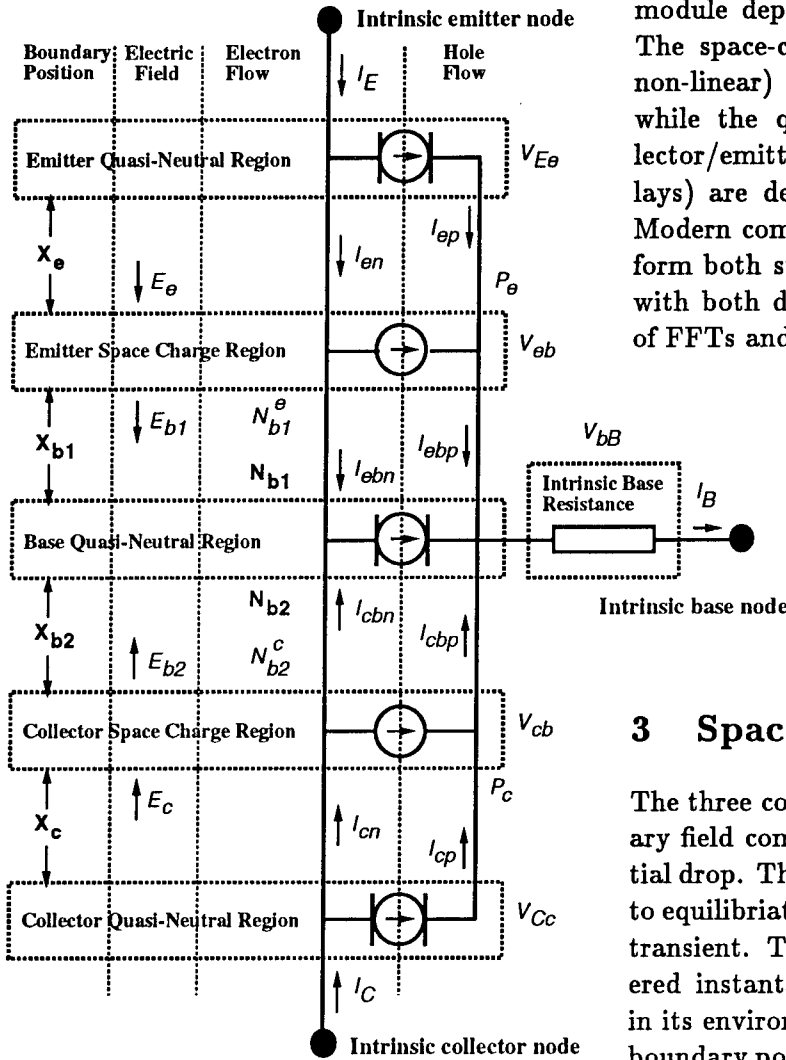 Intrinsic emitter node
Boundary Position
Electric Field
Electron Flow
I_E
Hole Flow
Emitter Quasi-Neutral Region
V_Ee
X_e
E_e
I_en
I_ep
P_e
Emitter Space Charge Region
V_eb
X_b1
E_b1
N_b1^e
N_b1
I_ebn
I_ebp
V_bB
Intrinsic Base
Resistance
I_B
Base Quasi-Neutral Region
Intrinsic base node
X_b2
E_b2
N_b2
N_b2^c
I_cbn
I_cbp
Collector Space Charge Region
V_cb
X_c
E_c
I_cn
I_cp
P_c
Collector Quasi-Neutral Region
V_Cc
I_C
Intrinsic collector node
module dep
The space-c
non-linear)
while the q
lector/emitt
lays) are de
Modern com
form both s
with both d
of FFTs and
3 Spac
The three co
ary field con
tial drop. Th
to equilibriat
transient. T
ered instant
in its environ
boundary po